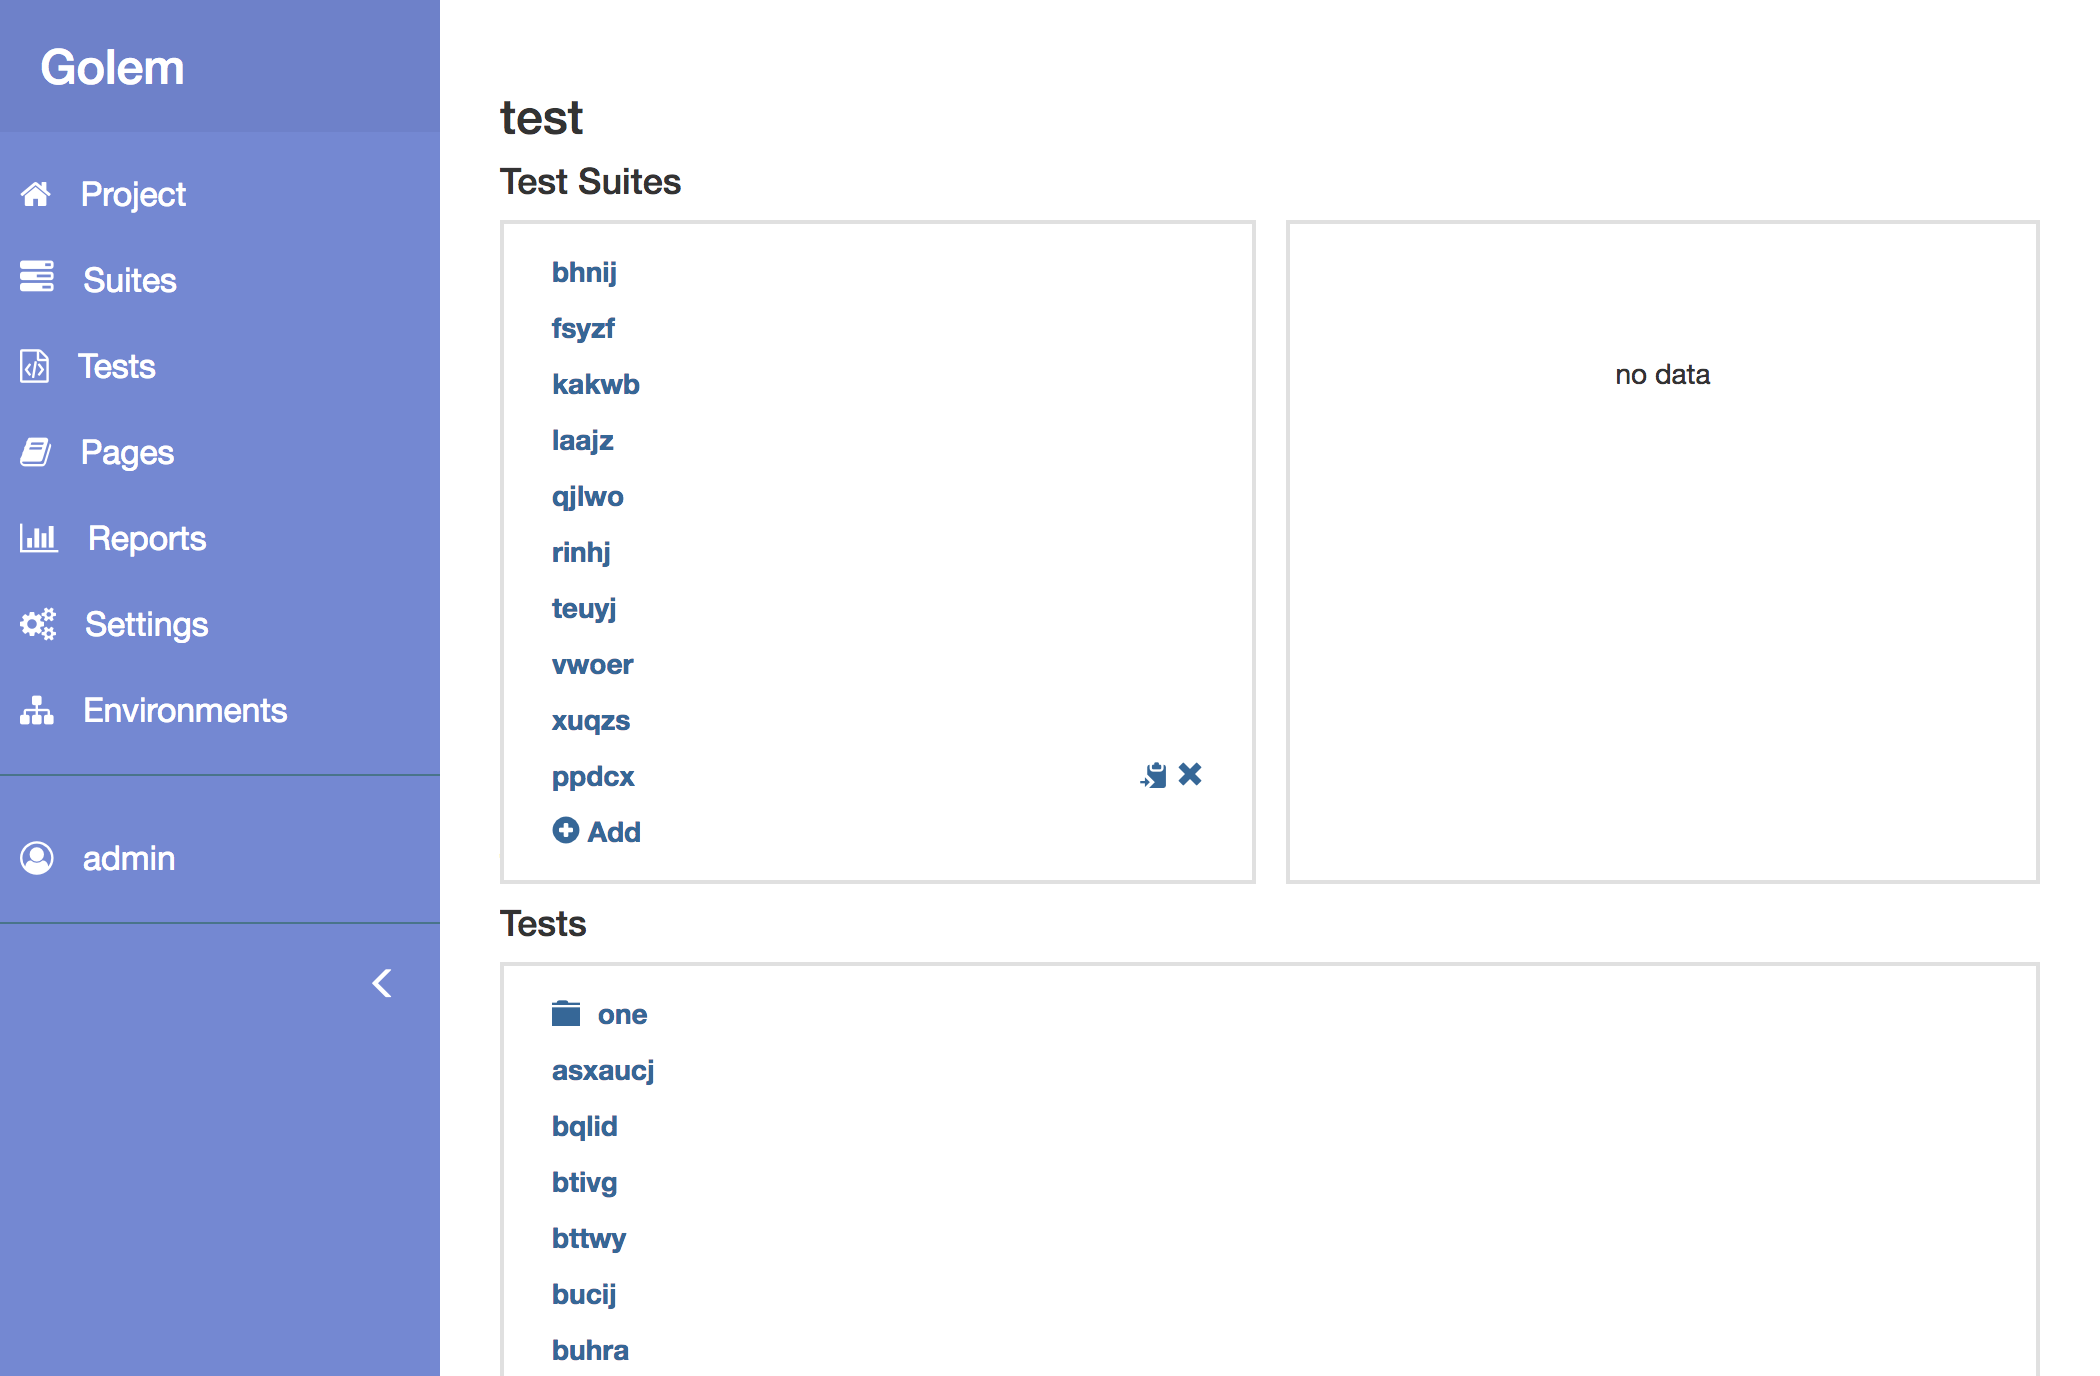 Golem
Project
Suites
Tests
Pages
Reports
Settings
Environments
admin
test
Test Suites
bhnij
fsyzf
kakwb
laajz
qjlwo
rinhj
teuyj
vwoer
xuqzs
ppdcx
Add
no data
Tests
one
asxaucj
bqlid
btivg
bttwy
bucij
buhra